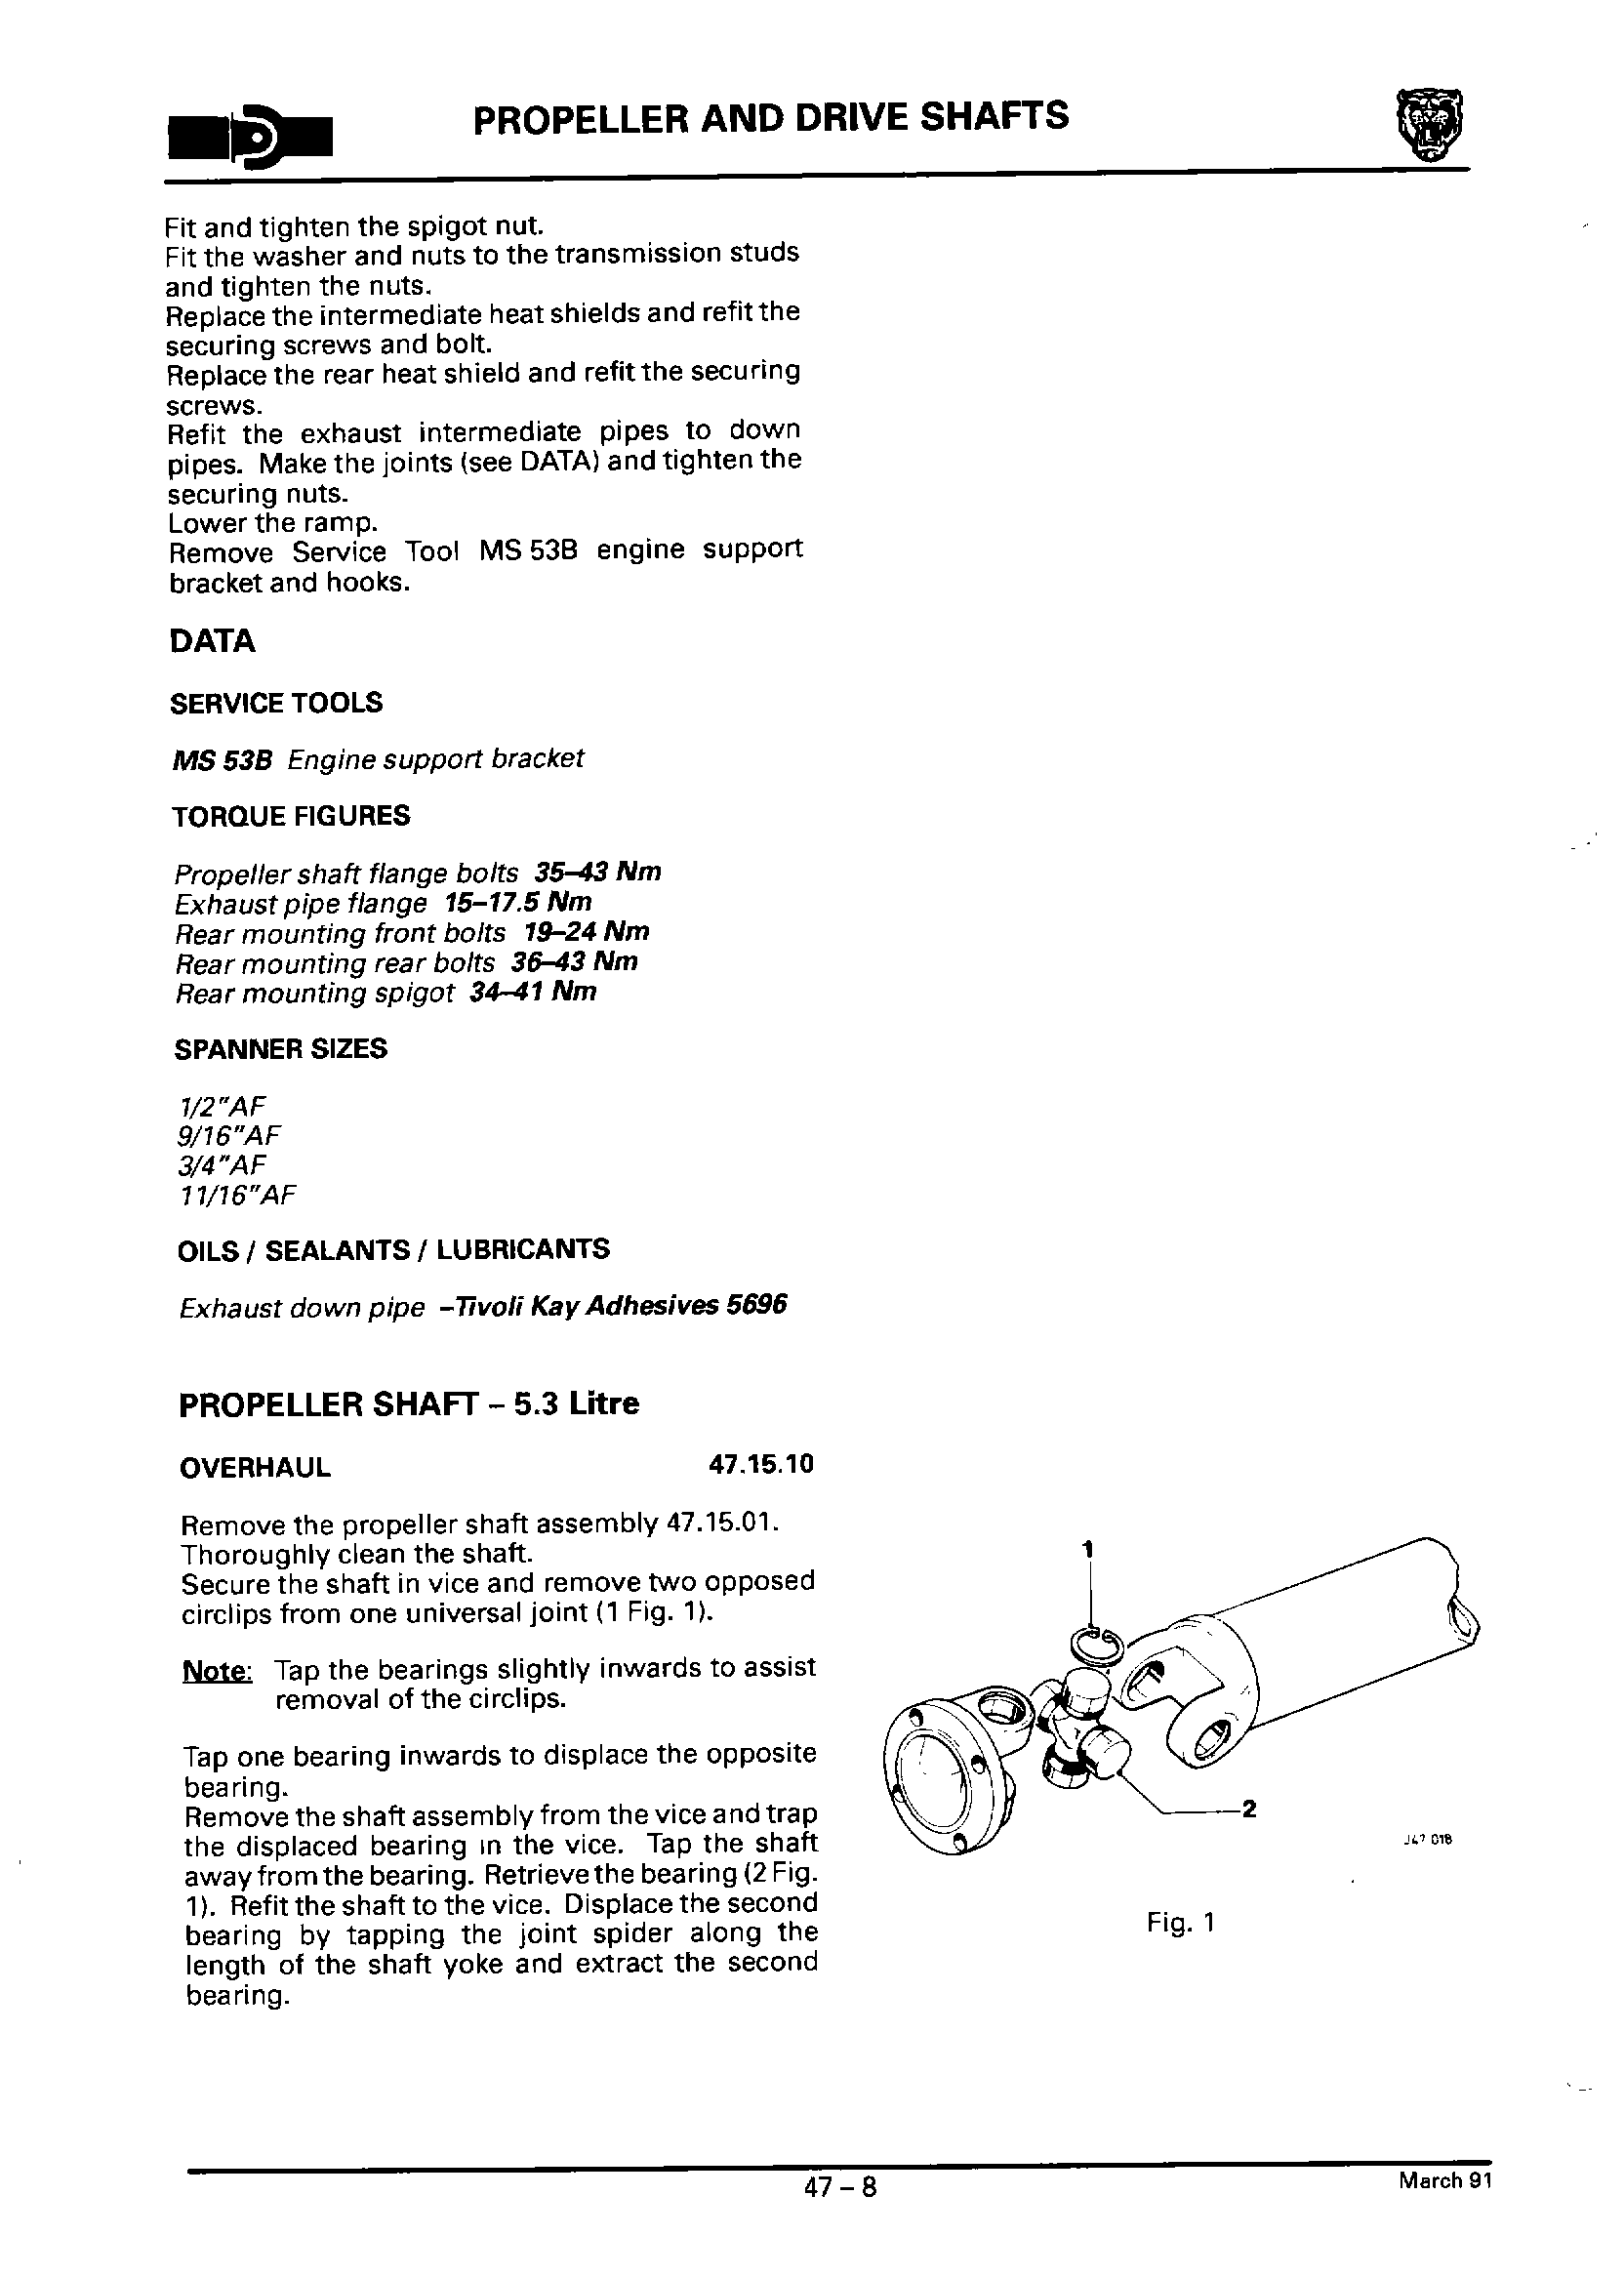 PROPELLER AND DRIVE SHAFTS
Fit and tighten the spigot nut.
Fit the washer and nuts to the transmission studs
and tighten the nuts.
Replace the intermediate heat shields and refit the
securing screws and bolt.
Replace the rear heat shield and refit the securing
screws.
Refit the exhaust intermediate pipes to down
pipes. Make the joints (see DATA) and tighten the
securing nuts.
Lower the ramp.
Remove Service Tool MS 53B engine support
bracket and hooks.
DATA
SERVICE TOOLS
MS 53B Engine support bracket
TORQUE FIGURES
Propeller shaft flange bolts 35–43 Nm
Exhaust pipe flange 15–17.5 Nm
Rear mounting front bolts 19–24 Nm
Rear mounting rear bolts 36–43 Nm
Rear mounting spigot 34–41 Nm
SPANNER SIZES
1/2"AF
9/16"AF
3/4"AF
11/16"AF
OILS / SEALANTS / LUBRICANTS
Exhaust down pipe –Tivoli Kay Adhesives 5696
PROPELLER SHAFT – 5.3 Litre
OVERHAUL 47.15.10
Remove the propeller shaft assembly 47.15.01.
Thoroughly clean the shaft.
Secure the shaft in vice and remove two opposed
circlips from one universal joint (1 Fig. 1).
Note: Tap the bearings slightly inwards to assist
removal of the circlips.
Tap one bearing inwards to displace the opposite
bearing.
Remove the shaft assembly from the vice and trap
the displaced bearing in the vice. Tap the shaft
away from the bearing. Retrieve the bearing (2 Fig.
1). Refit the shaft to the vice. Displace the second
bearing by tapping the joint spider along the
length of the shaft yoke and extract the second
bearing.
1
2
J47 018
Fig. 1
47 – 8
March 91